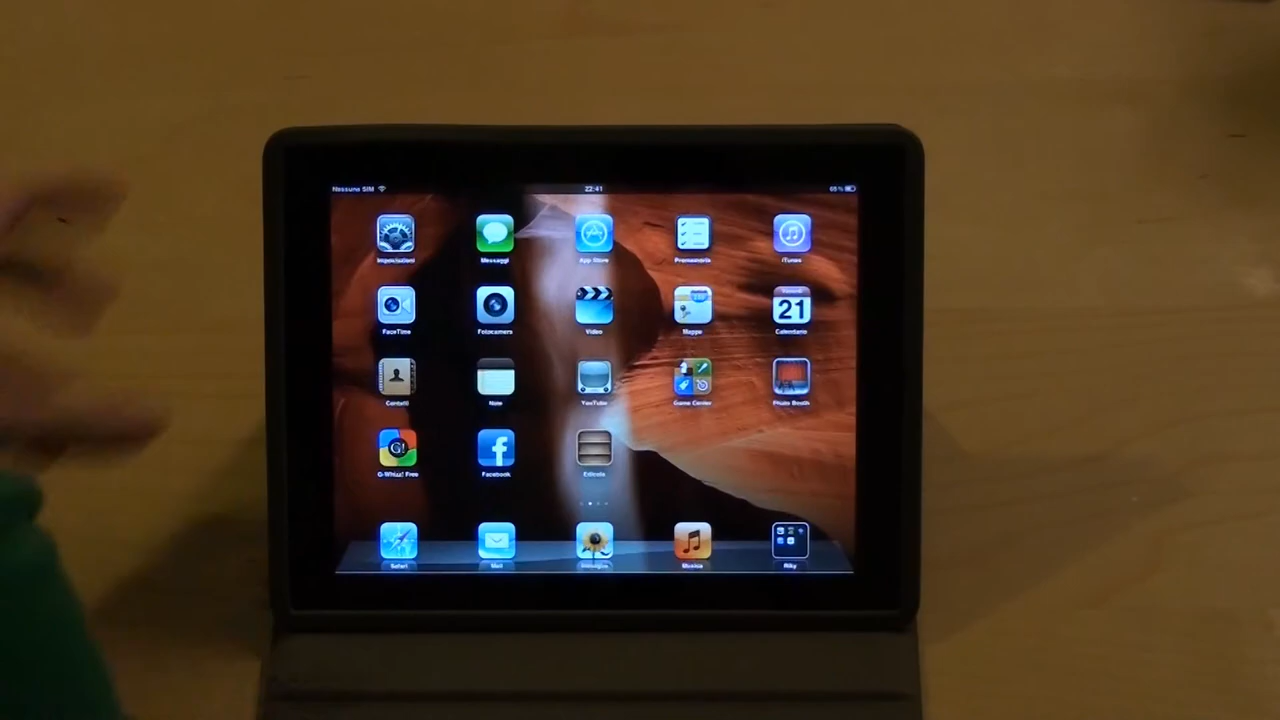 Nessuna SIM 22:41 68%
Impostazioni Messaggi App Store Promemoria iTunes
FaceTime Fotocamera Video Mappe Calendario
21
Contatti Note YouTube Game Center Photo Booth
G!
G-Whizz! Free Facebook Edicola
Safari Mail Immagini Musica Riky